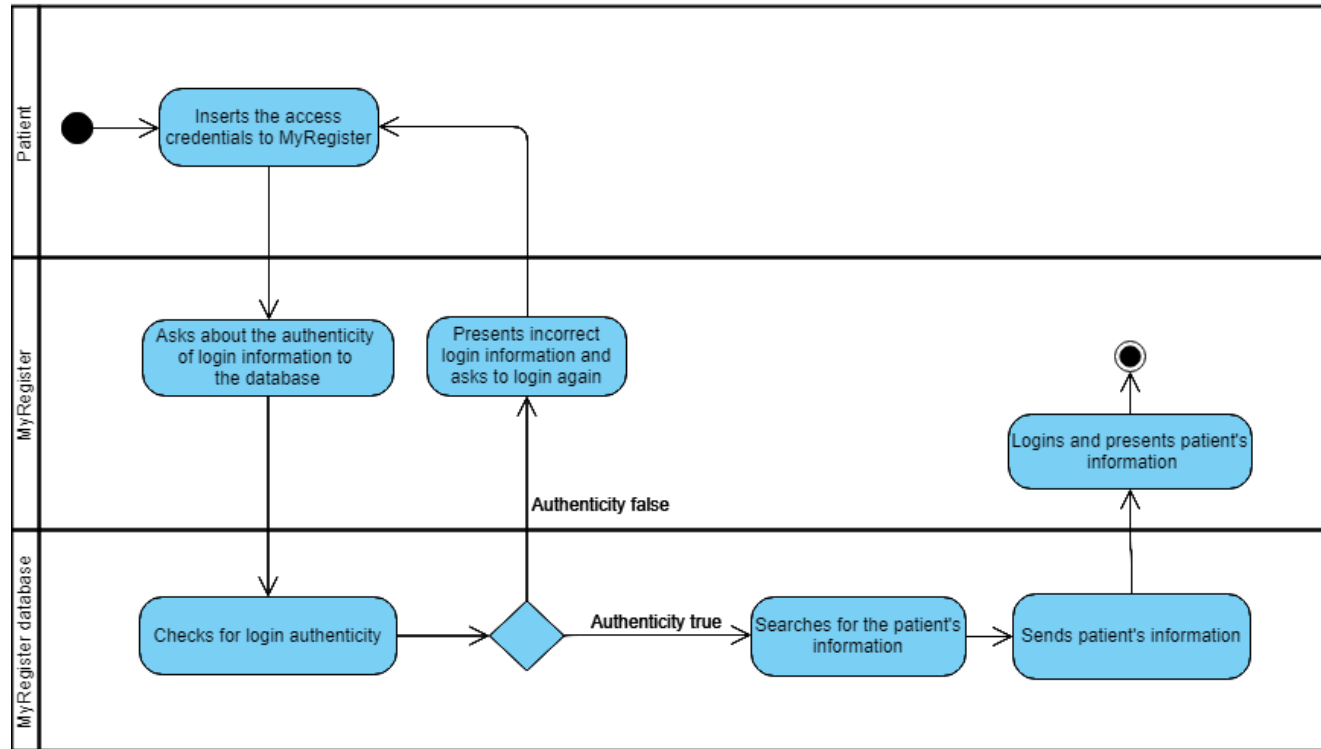 Patient
Inserts the access
credentials to MyRegister
MyRegister
Asks about the authenticity
of login information to
the database
Presents incorrect
login information and
asks to login again
Logins and presents patient's
information
Authenticity false
MyRegister database
Checks for login authenticity
Authenticity true
Searches for the patient's
information
Sends patient's information